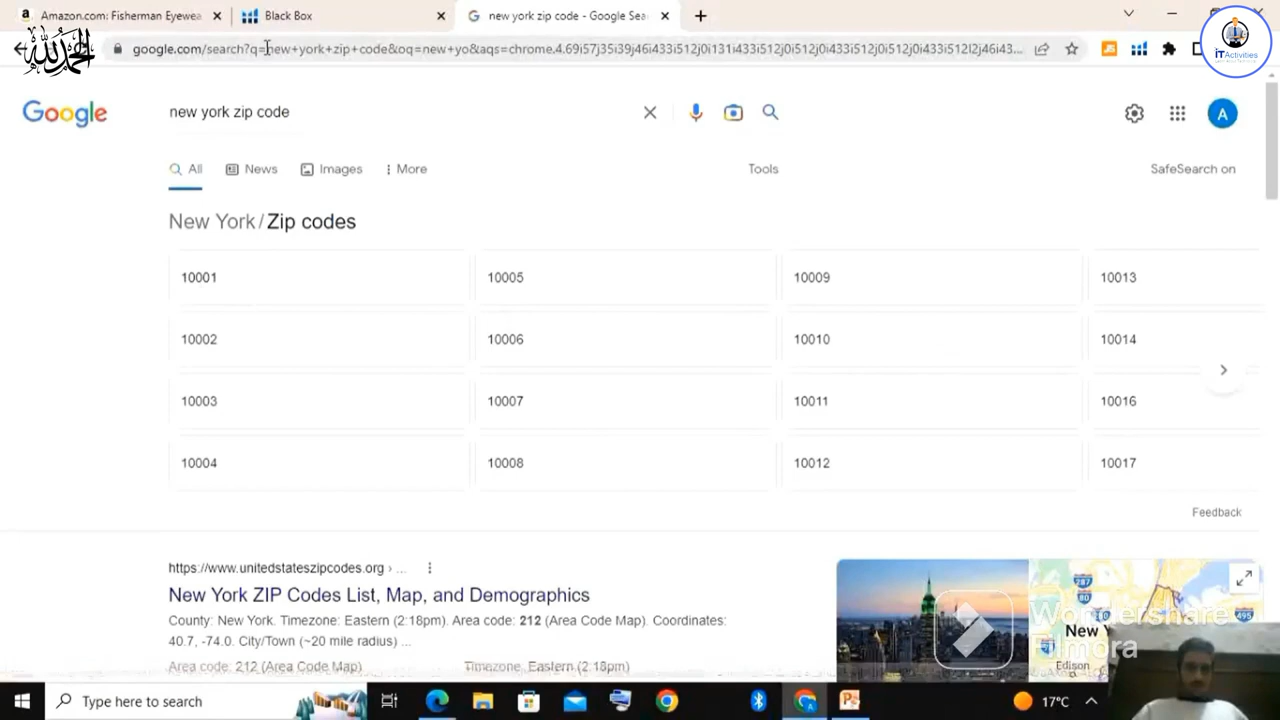 Amazon.com: Fisherman Eyewea
Black Box
new york zip code - Google Sea
google.com/search?q=new+york+zip+code&oq=new+yo&aqs=chrome.4.69i57j35i39j46i433i512j0i131i433i512j0i512j0i512j0i433i512l2j46i43...
الحمد لله
iT Activities
Google
new york zip code
A
All
News
Images
More
Tools
SafeSearch on
New York / Zip codes
10001
10005
10009
10013
10002
10006
10010
10014
10003
10007
10011
10016
10004
10008
10012
10017
Feedback
https://www.unitedstateszipcodes.org › ...
New York ZIP Codes List, Map, and Demographics
County: New York. Timezone: Eastern (2:18pm). Area code: 212 (Area Code Map). Coordinates:
40.7, -74.0. City/Town (~20 mile radius) ...
Area code: 212 (Area Code Map)
Timezone: Eastern (2:18pm)
287
80
495
New Y
Edison
Wondershare
Filmora
Type here to search
17°C